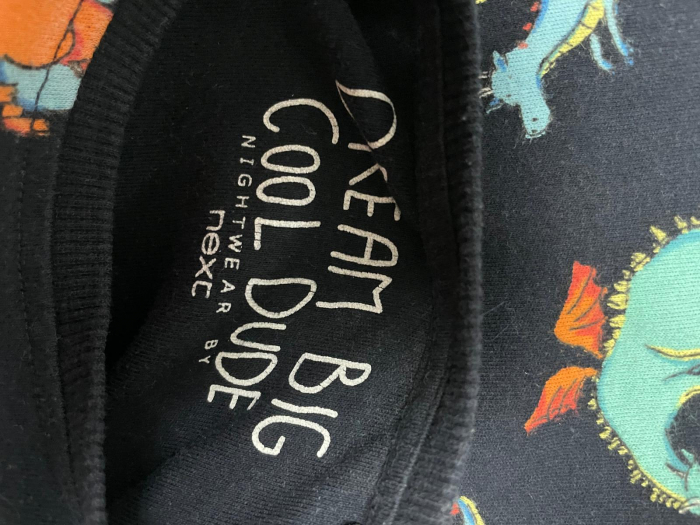 DREAM BIG
COOL DUDE
NIGHTWEAR BY
next